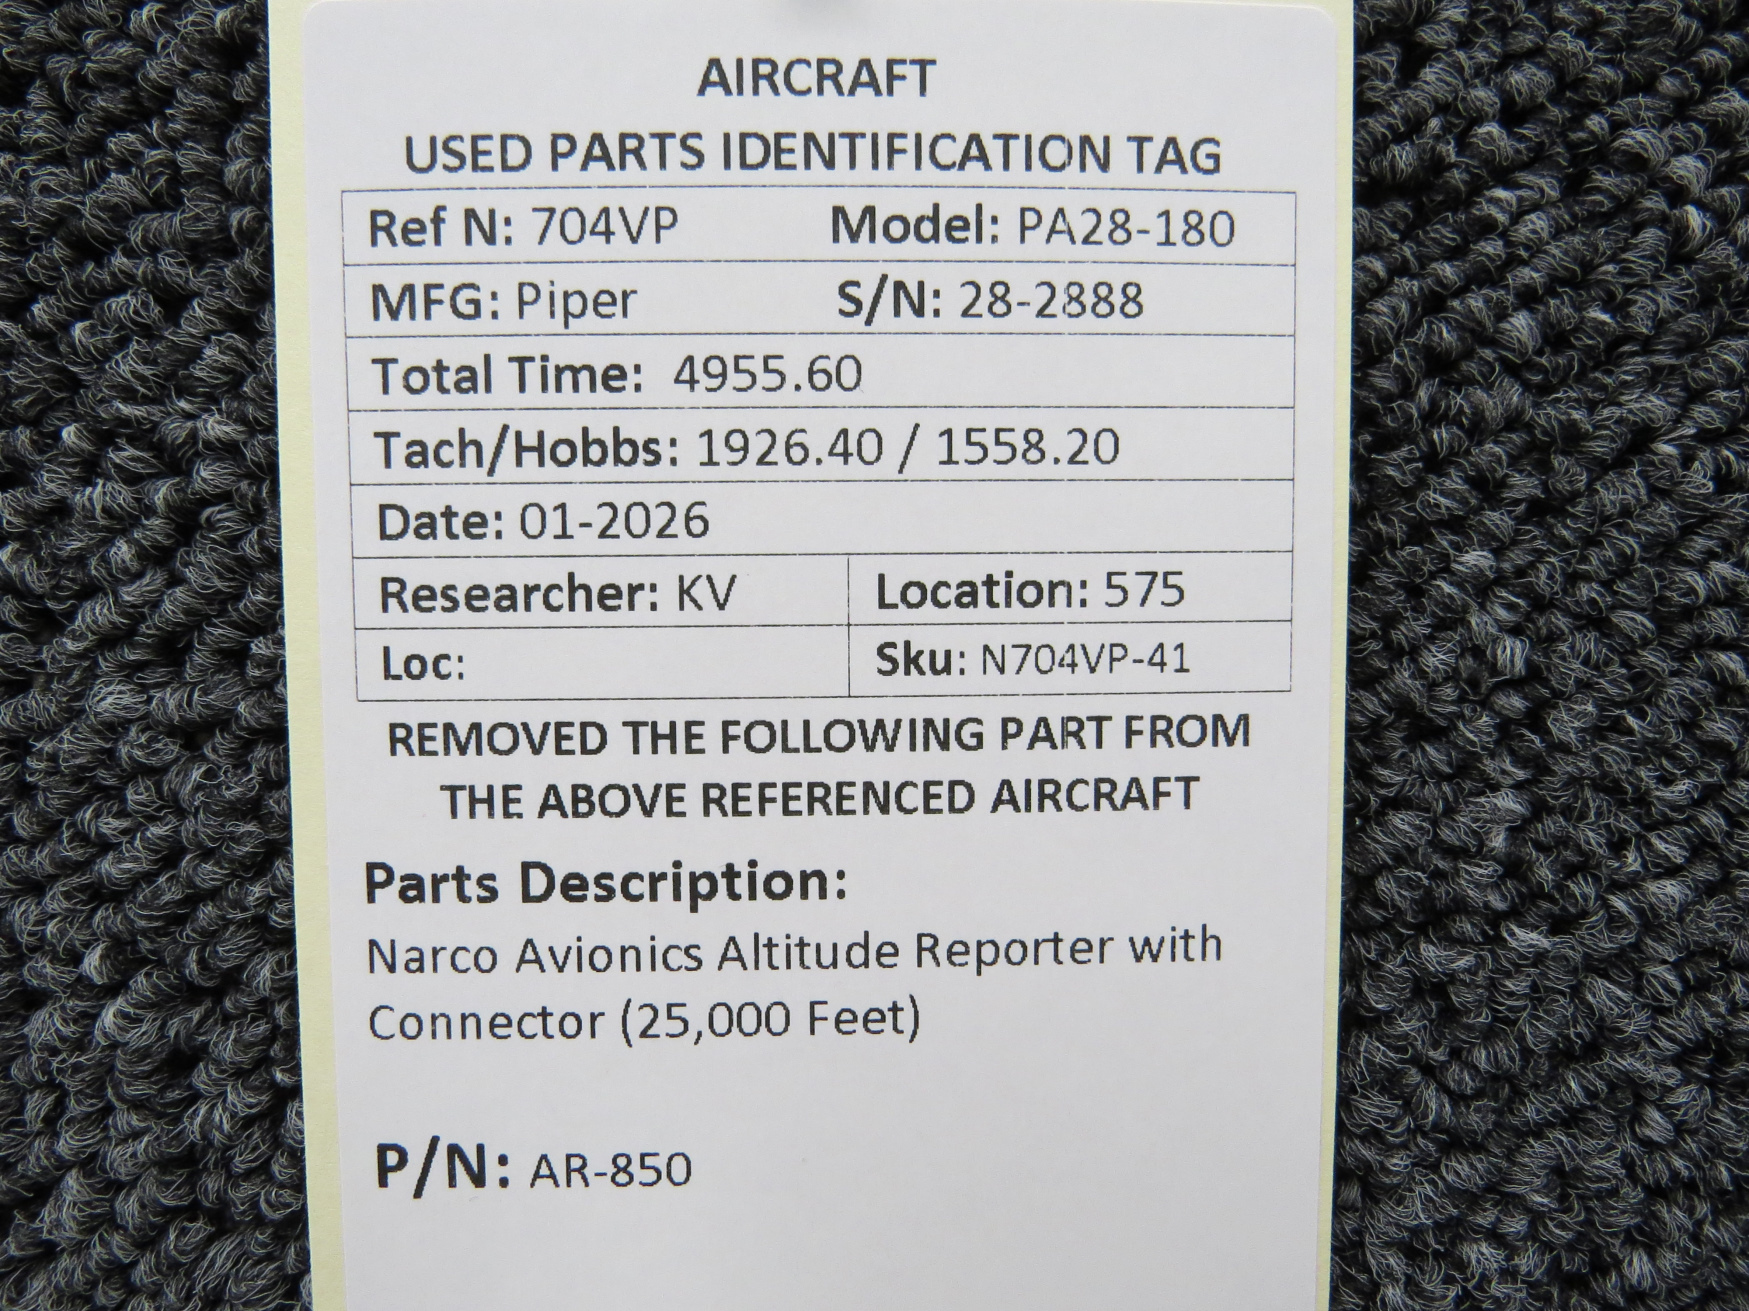 AIRCRAFT
USED PARTS IDENTIFICATION TAG
Ref N: 704VP Model: PA28-180
MFG: Piper S/N: 28-2888
Total Time: 4955.60
Tach/Hobbs: 1926.40 / 1558.20
Date: 01-2026
Researcher: KV Location: 575
Loc: Sku: N704VP-41
REMOVED THE FOLLOWING PART FROM
THE ABOVE REFERENCED AIRCRAFT
Parts Description:
Narco Avionics Altitude Reporter with
Connector (25,000 Feet)
P/N: AR-850